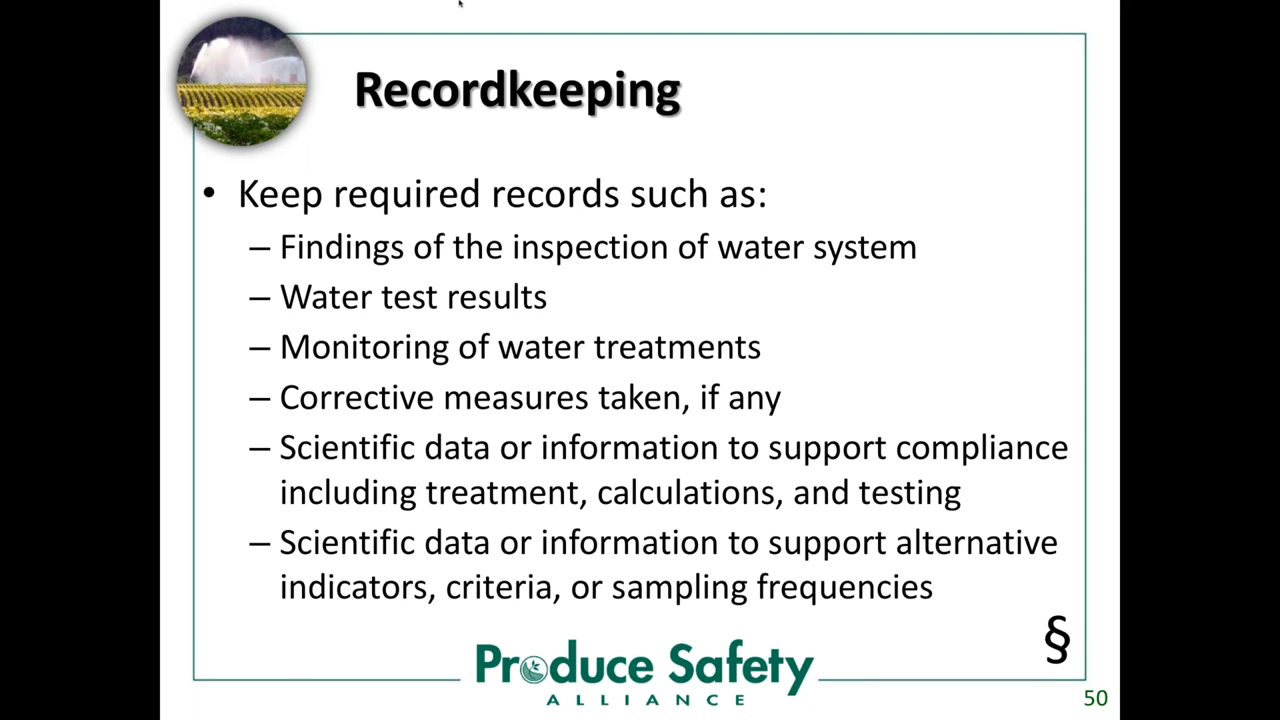 Recordkeeping
• Keep required records such as:
– Findings of the inspection of water system
– Water test results
– Monitoring of water treatments
– Corrective measures taken, if any
– Scientific data or information to support compliance
including treatment, calculations, and testing
– Scientific data or information to support alternative
indicators, criteria, or sampling frequencies
§
Produce Safety
ALLIANCE
50